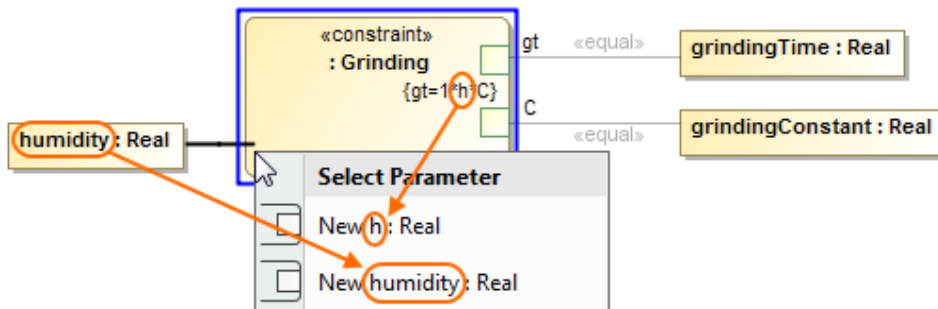 «constraint»
: Grinding
{gt=1*h*C}
gt
«equal»
grindingTime : Real
C
«equal»
grindingConstant : Real
humidity : Real
Select Parameter
New h : Real
New humidity : Real